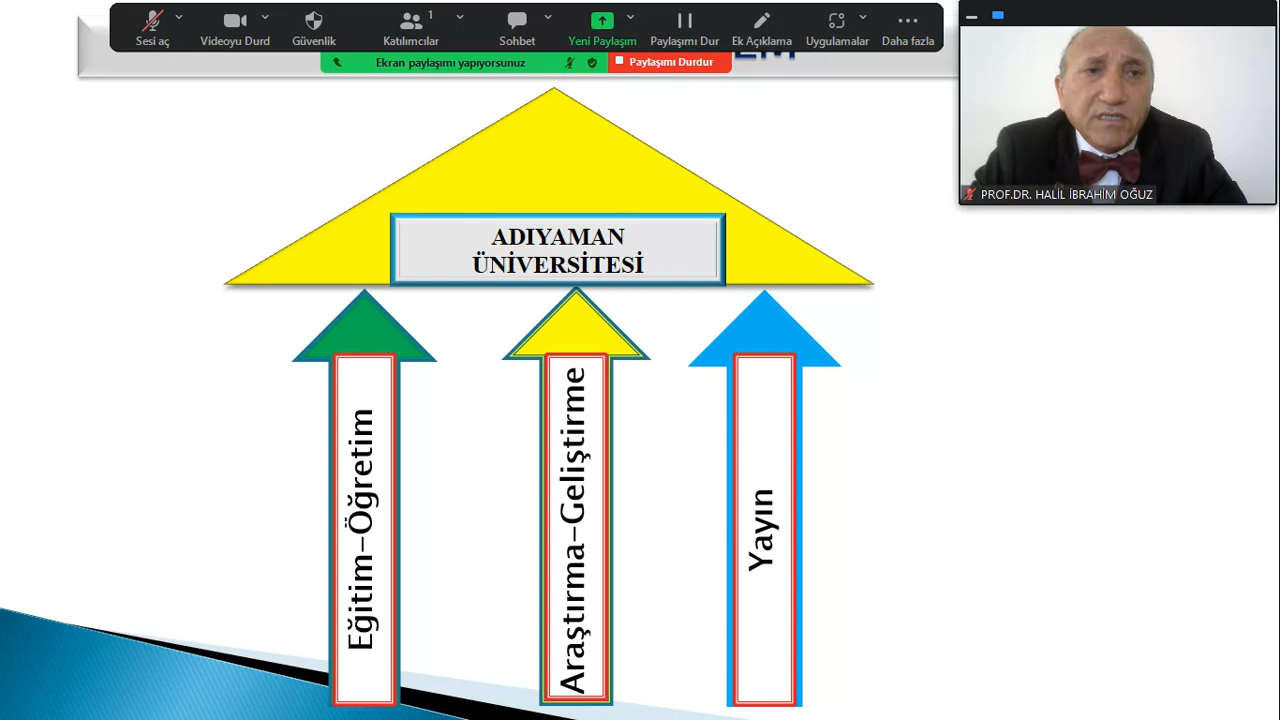 Sesi aç
Videoyu Durd
Güvenlik
1
Katılımcılar
Sohbet
Yeni Paylaşım
Paylaşımı Dur
Ek Açıklama
Uygulamalar
Daha fazla
Ekran paylaşımı yapıyorsunuz
Paylaşımı Durdur
PROF.DR. HALİL İBRAHİM OĞUZ
ADIYAMAN
ÜNİVERSİTESİ
Eğitim-Öğretim
Araştırma-Geliştirme
Yayın